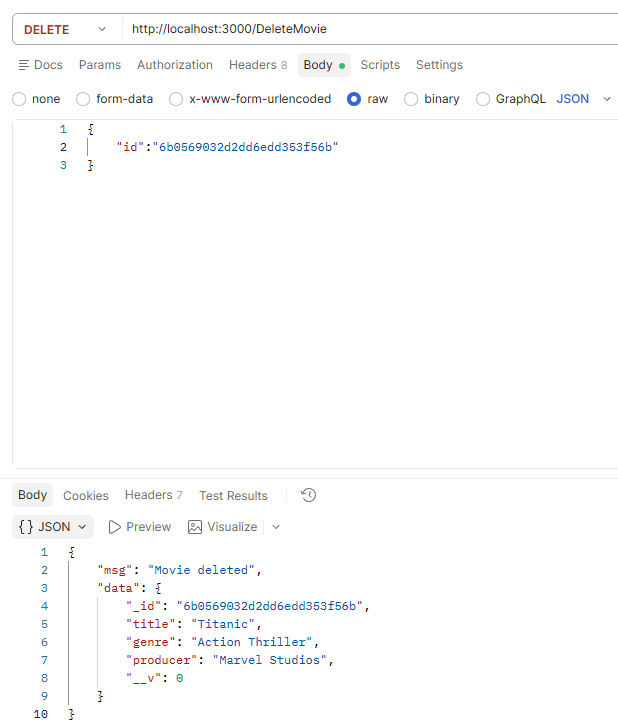 DELETE http://localhost:3000/DeleteMovie
Docs Params Authorization Headers 8 Body Scripts Settings
none form-data x-www-form-urlencoded raw binary GraphQL JSON
1 {
2 "id":"6b0569032d2dd6edd353f56b"
3 }
Body Cookies Headers 7 Test Results
{} JSON Preview Visualize
1 {
2 "msg": "Movie deleted",
3 "data": {
4 "_id": "6b0569032d2dd6edd353f56b",
5 "title": "Titanic",
6 "genre": "Action Thriller",
7 "producer": "Marvel Studios",
8 "__v": 0
9 }
10 }